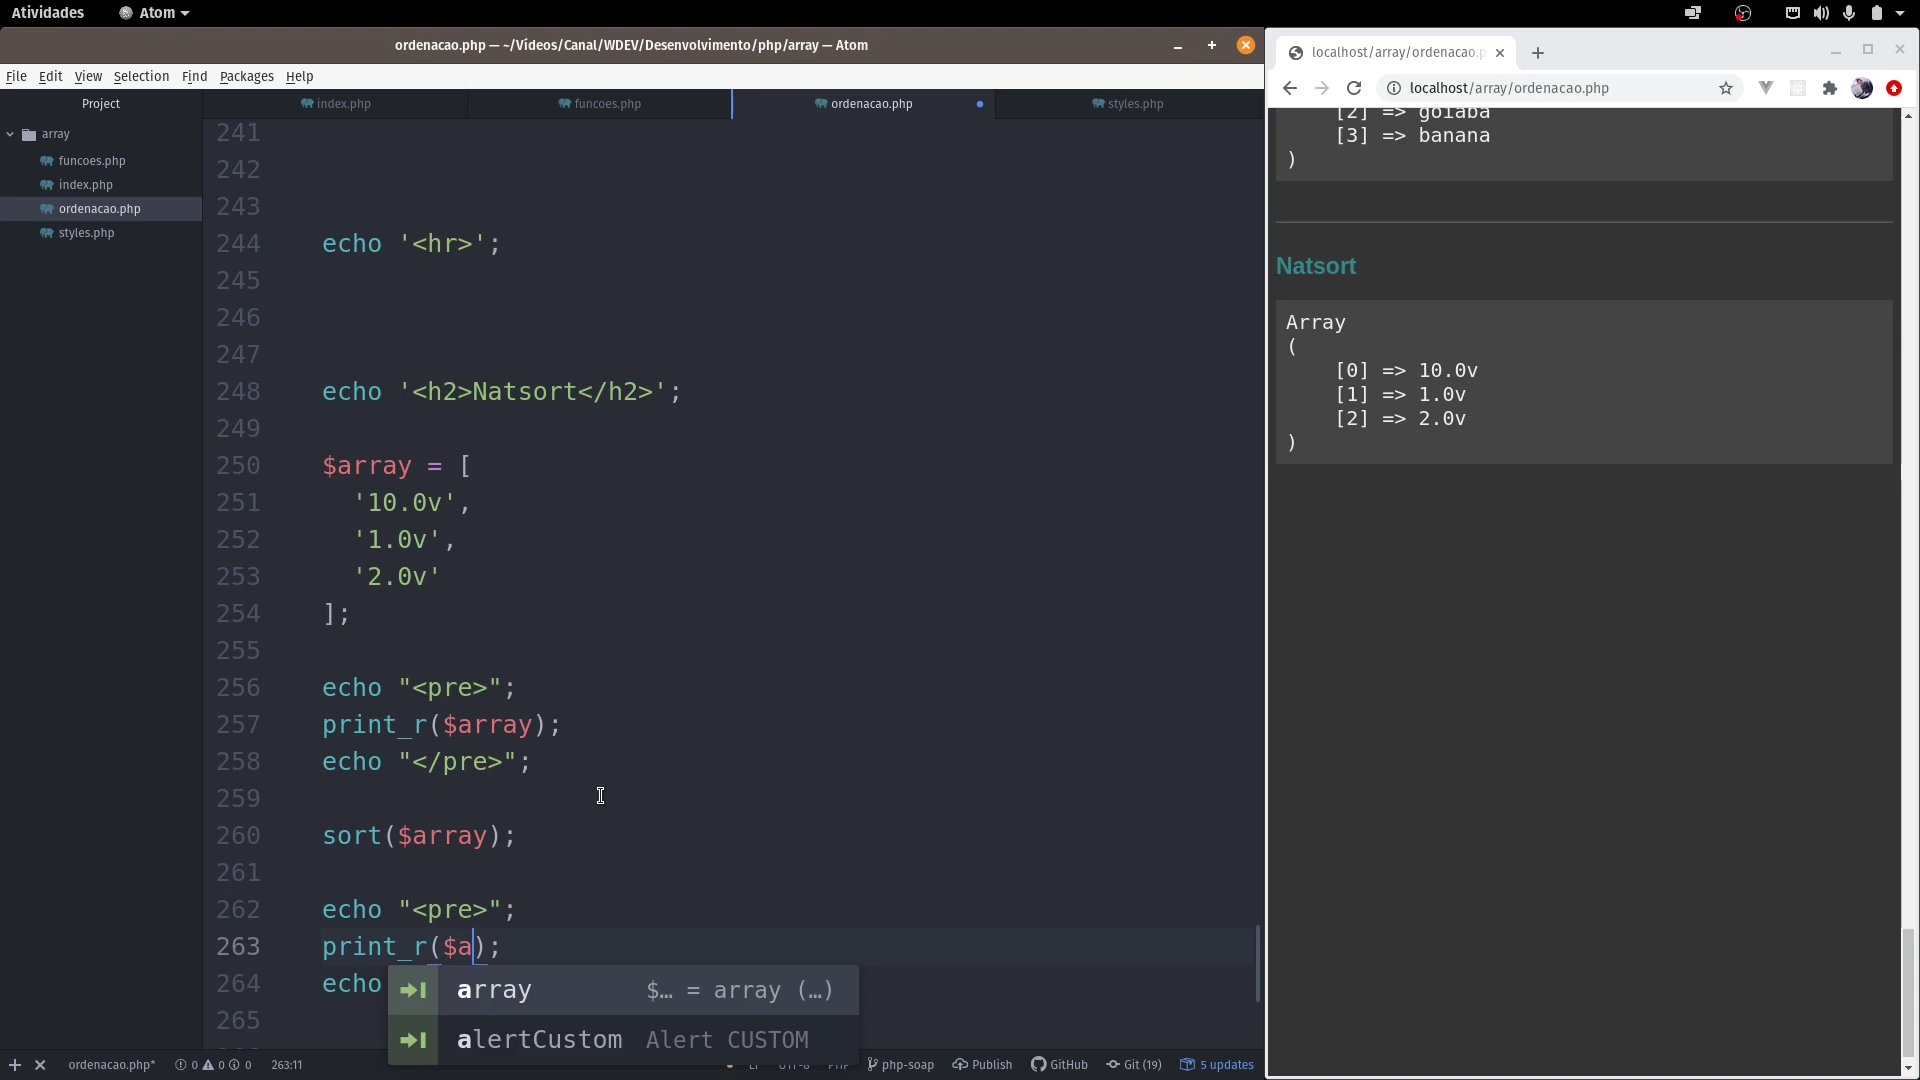 Atividades Atom
ordenacao.php — ~/Vídeos/Canal/WDEV/Desenvolvimento/php/array — Atom
File Edit View Selection Find Packages Help
Project
array
funcoes.php
index.php
ordenacao.php
styles.php
index.php funcoes.php ordenacao.php styles.php
241
242
243
244 echo '<hr>';
245
246
247
248 echo '<h2>Natsort</h2>';
249
250 $array = [
251 '10.0v',
252 '1.0v',
253 '2.0v'
254 ];
255
256 echo "<pre>";
257 print_r($array);
258 echo "</pre>";
259
260 sort($array);
261
262 echo "<pre>";
263 print_r($a);
264 echo
265
array $… = array (…)
alertCustom Alert CUSTOM
ordenacao.php* 0 0 0 263:11 php-soap Publish GitHub Git (19) 5 updates
localhost/array/ordenacao.p
localhost/array/ordenacao.php
[2] => goiaba
[3] => banana
)
Natsort
Array
(
[0] => 10.0v
[1] => 1.0v
[2] => 2.0v
)